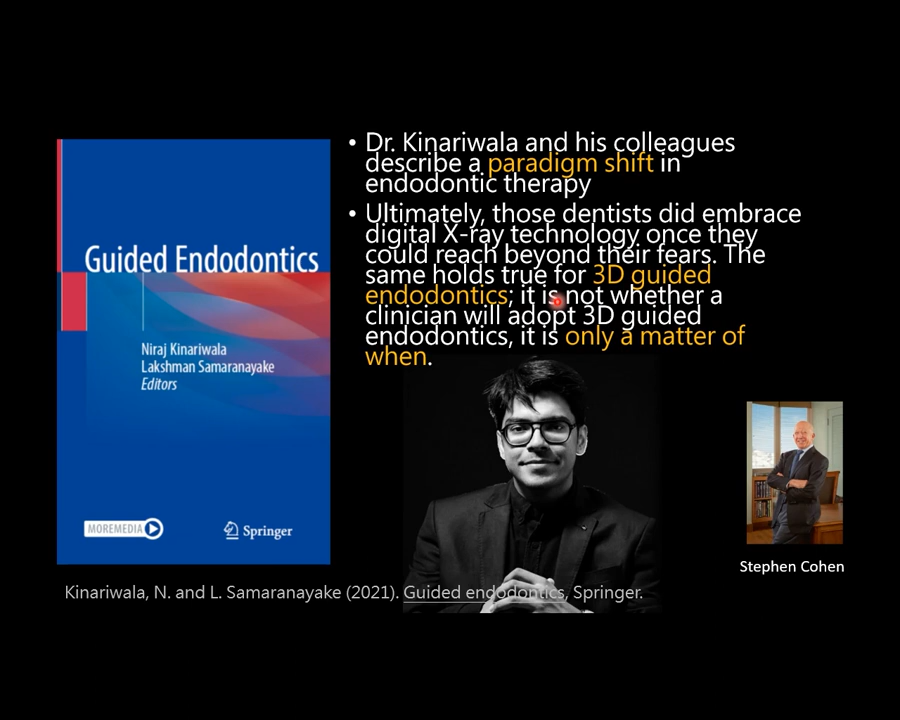 Guided Endodontics
Niraj Kinariwala
Lakshman Samaranayake
Editors
MOREMEDIA
Springer
• Dr. Kinariwala and his colleagues
describe a paradigm shift in
endodontic therapy
• Ultimately, those dentists did embrace
digital X-ray technology once they
could reach beyond their fears. The
same holds true for 3D guided
endodontics; it is not whether a
clinician will adopt 3D guided
endodontics, it is only a matter of
when.
Stephen Cohen
Kinariwala, N. and L. Samaranayake (2021). Guided endodontics, Springer.